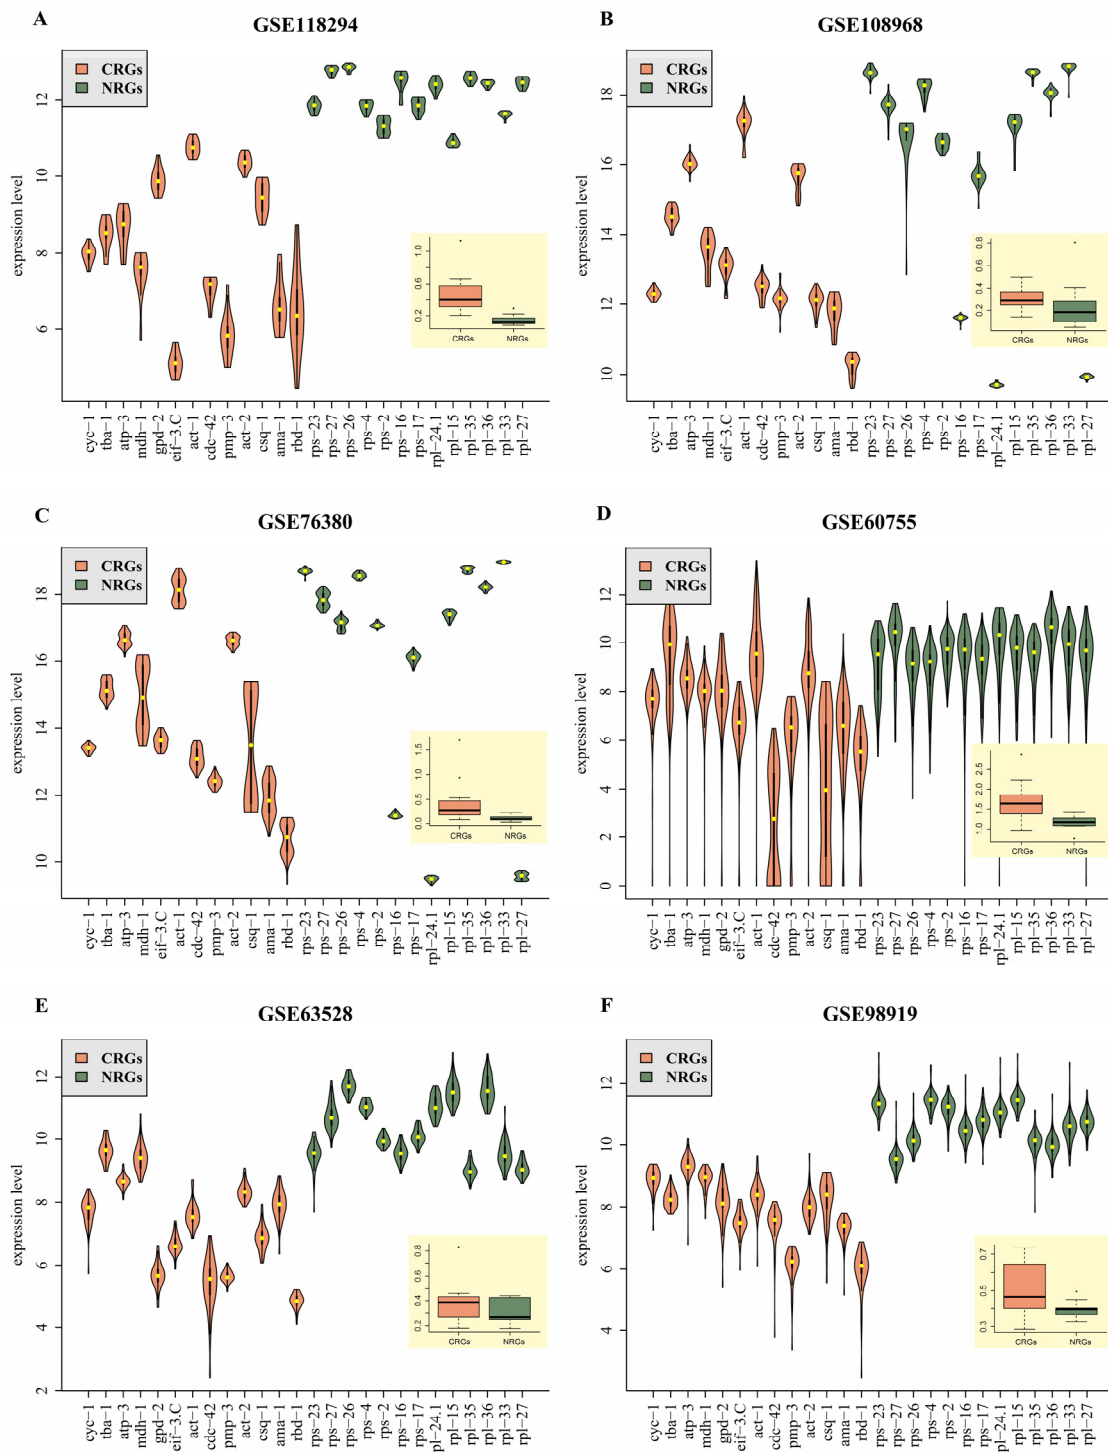 A
GSE118294
CRGs
NRGs
expression level
12
10
8
6
1.0
0.8
0.6
0.4
0.2
CRGs
NRGs
cyc−1
tba−1
atp−3
mdh−1
gpd−2
eif−3.C
act−1
cdc−42
pmp−3
act−2
csq−1
ama−1
rbd−1
rps−23
rps−27
rps−26
rps−4
rps−2
rps−16
rps−17
rpl−24.1
rpl−15
rpl−35
rpl−36
rpl−33
rpl−27
B
GSE108968
CRGs
NRGs
expression level
18
16
14
12
10
0.8
0.6
0.4
0.2
CRGs
NRGs
cyc−1
tba−1
atp−3
mdh−1
eif−3.C
act−1
cdc−42
pmp−3
act−2
csq−1
ama−1
rbd−1
rps−23
rps−27
rps−26
rps−4
rps−2
rps−16
rps−17
rpl−24.1
rpl−15
rpl−35
rpl−36
rpl−33
rpl−27
C
GSE76380
CRGs
NRGs
expression level
18
16
14
12
10
1.5
1.0
0.5
0.0
CRGs
NRGs
cyc−1
tba−1
atp−3
mdh−1
eif−3.C
act−1
cdc−42
pmp−3
act−2
csq−1
ama−1
rbd−1
rps−23
rps−27
rps−26
rps−4
rps−2
rps−16
rps−17
rpl−24.1
rpl−15
rpl−35
rpl−36
rpl−33
rpl−27
D
GSE60755
CRGs
NRGs
expression level
12
10
8
6
4
2
0
2.5
2.0
1.5
1.0
CRGs
NRGs
cyc−1
tba−1
atp−3
mdh−1
gpd−2
eif−3.C
act−1
cdc−42
pmp−3
act−2
csq−1
ama−1
rbd−1
rps−23
rps−27
rps−26
rps−4
rps−2
rps−16
rps−17
rpl−24.1
rpl−15
rpl−35
rpl−36
rpl−33
rpl−27
E
GSE63528
CRGs
NRGs
expression level
12
10
8
6
4
2
0.8
0.6
0.4
0.2
CRGs
NRGs
cyc−1
tba−1
atp−3
mdh−1
gpd−2
eif−3.C
act−1
cdc−42
pmp−3
act−2
csq−1
ama−1
rbd−1
rps−23
rps−27
rps−26
rps−4
rps−2
rps−16
rps−17
pl−24.1
rpl−15
rpl−35
rpl−36
rpl−33
rpl−27
F
GSE98919
CRGs
NRGs
expression level
12
10
8
6
4
0.7
0.5
0.3
CRGs
NRGs
cyc−1
tba−1
atp−3
mdh−1
gpd−2
eif−3.C
act−1
cdc−42
pmp−3
act−2
csq−1
ama−1
rbd−1
rps−23
rps−27
rps−26
rps−4
rps−2
rps−16
rps−17
rpl−24.1
rpl−15
rpl−35
rpl−36
rpl−33
rpl−27